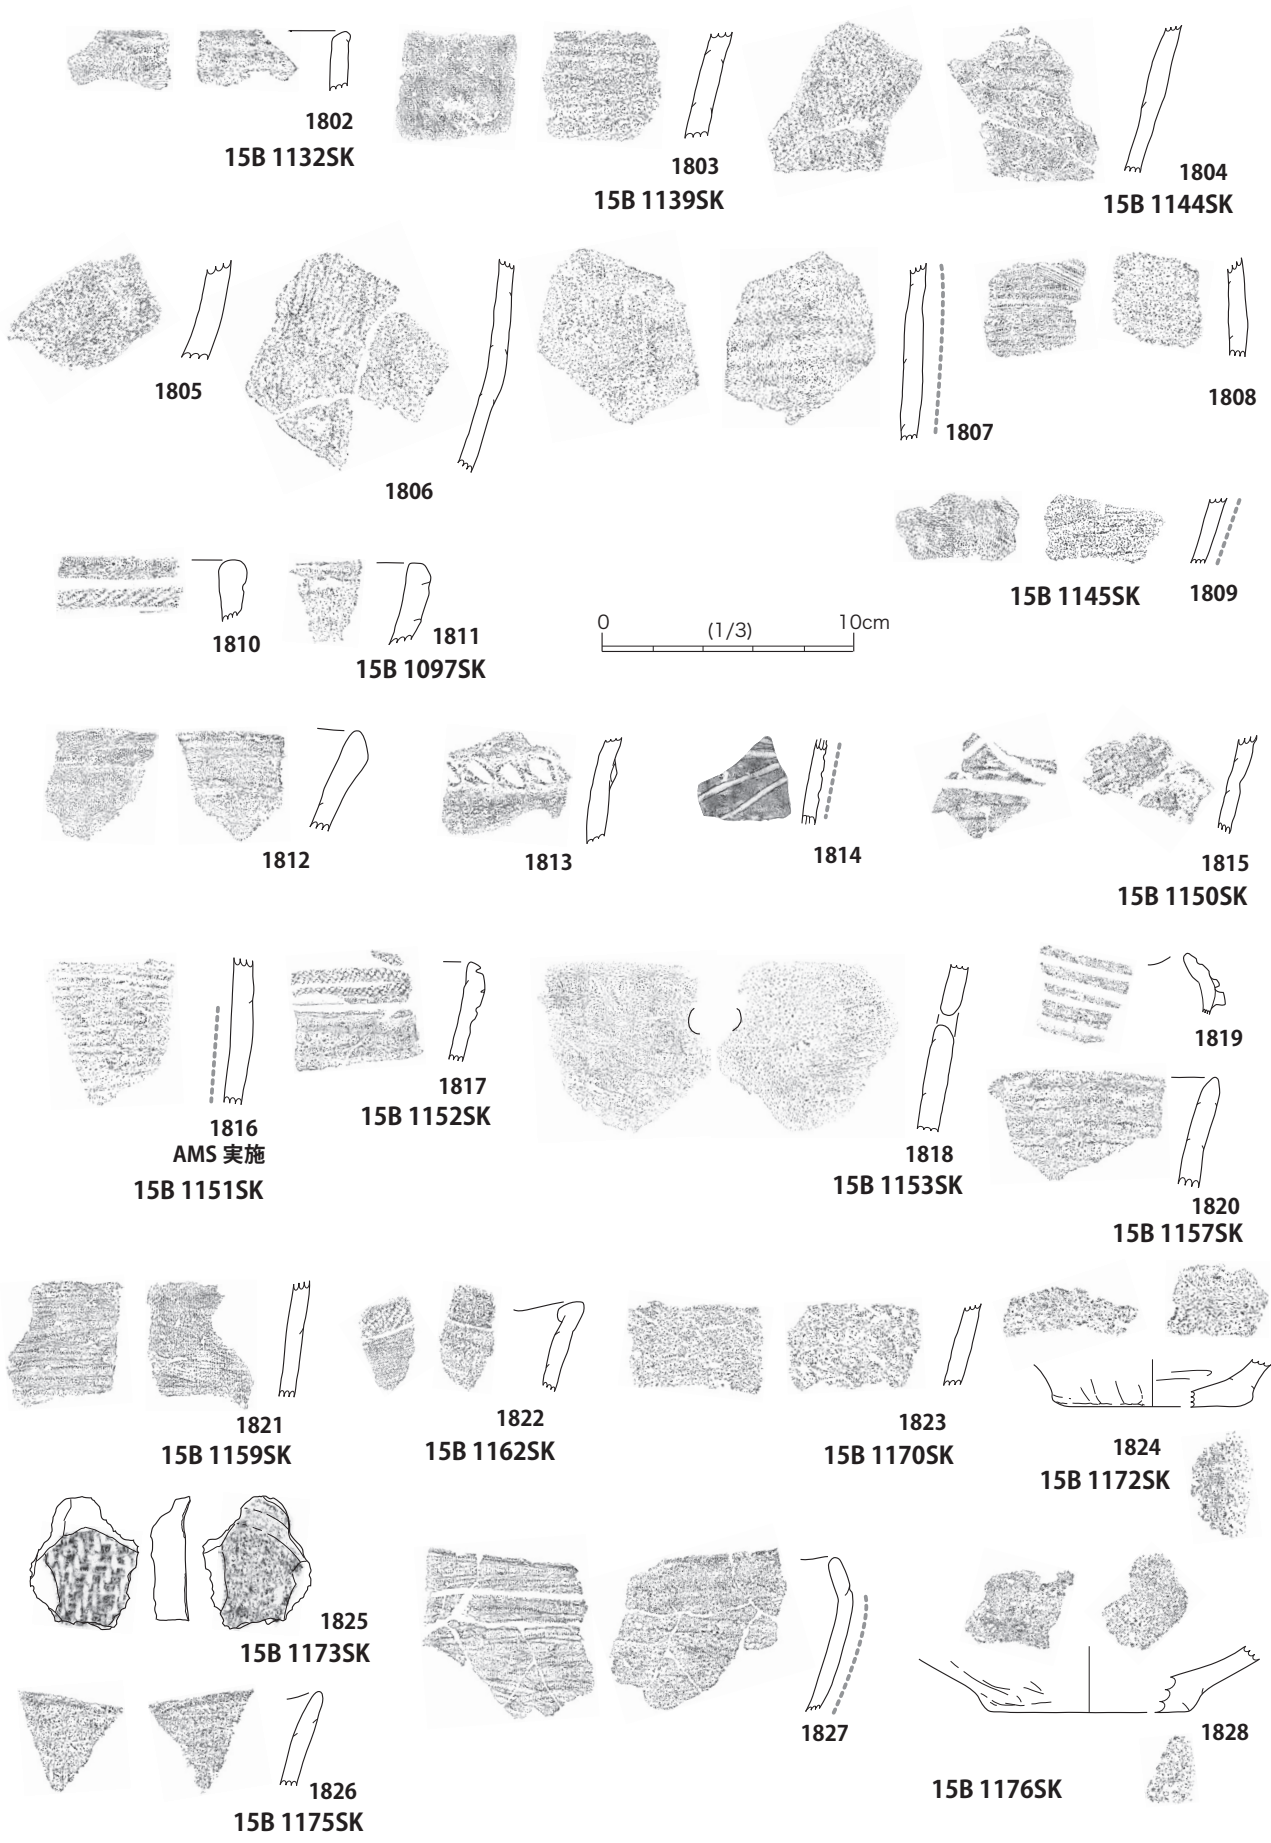 1802
15B 1132SK
1803
15B 1139SK
1804
15B 1144SK
1805
1806
1807
1808
15B 1145SK
1809
1810
1811
15B 1097SK
0 (1/3) 10cm
1812
1813
1814
1815
15B 1150SK
1816
AMS 実施
15B 1151SK
1817
15B 1152SK
1818
15B 1153SK
1819
1820
15B 1157SK
1821
15B 1159SK
1822
15B 1162SK
1823
15B 1170SK
1824
15B 1172SK
1825
15B 1173SK
1826
15B 1175SK
1827
1828
15B 1176SK